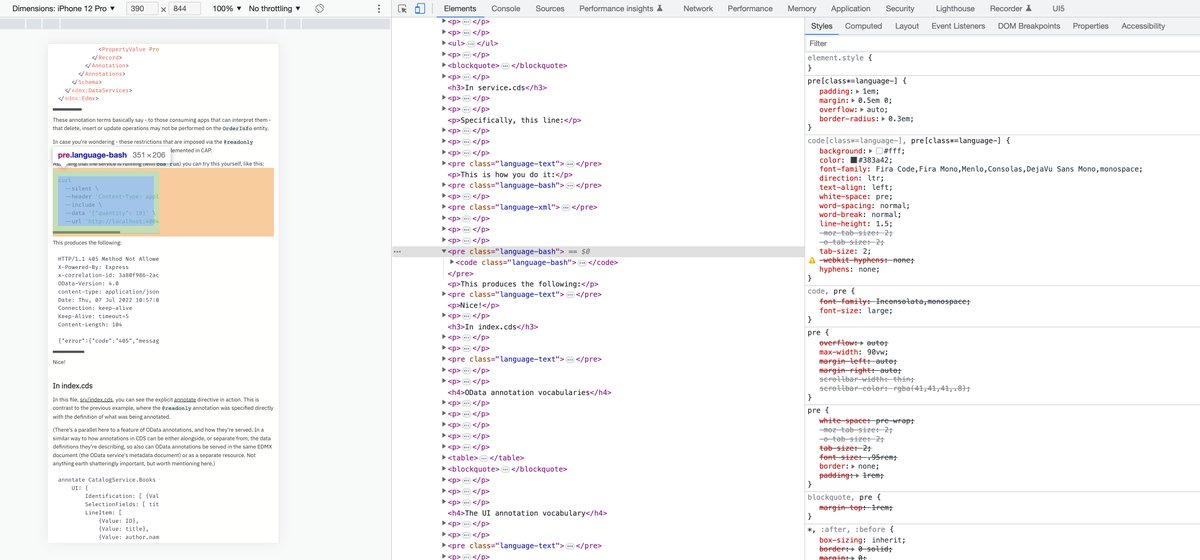 Dimensions: iPhone 12 Pro 390 × 844 100% No throttling
Elements Console Sources Performance insights Network Performance Memory Application Security Lighthouse Recorder UI5
<PropertyValue Pro
</Record>
</Annotation>
</Annotations>
</Schema>
</edmx:DataServices>
</edmx:Edmx>
These annotation terms basically say - to those consuming apps that can interpret them -
that delete, insert or update operations may not be performed on the OrderInfo entity.
In case you're wondering - these restrictions that are imposed via the @readonly
emented in CAP.
pre.language-bash 351 × 206
you can try this yourself, like this:
curl
--silent \
--header 'Content-Type: appl
--include \
--data '{"quantity": 10}' \
--url 'http://localhost:400
This produces the following:
HTTP/1.1 405 Method Not Allowe
X-Powered-By: Express
x-correlation-id: 3a80f986-2ac
OData-Version: 4.0
content-type: application/json
Date: Thu, 07 Jul 2022 10:57:0
Connection: keep-alive
Keep-Alive: timeout=5
Content-Length: 104
{"error":{"code":"405","messag
Nice!
In index.cds
In this file, srv/index.cds, you can see the explicit annotate directive in action. This is
contrast to the previous example, where the @readonly annotation was specified directly
with the definition of what was being annotated.
(There's a parallel here to a feature of OData annotations, and how they're served. In a
similar way to how annotations in CDS can be either alongside, or separate from, the data
definitions they're describing, so also can OData annotations be served in the same EDMX
document (the OData service's metadata document) or as a separate resource. Not
anything earth shatteringly important, but worth mentioning here.)
annotate CatalogService.Books
UI: {
Identification: [ {Val
SelectionFields: [ tit
LineItem: [
{Value: ID},
{Value: title},
{Value: author.nam
<p>…</p>
<p>…</p>
<ul>…</ul>
<p>…</p>
<blockquote>…</blockquote>
<p>…</p>
<h3>In service.cds</h3>
<p>…</p>
<p>…</p>
<p>Specifically, this line:</p>
<p>…</p>
<p>…</p>
<p>…</p>
<pre class="language-text">…</pre>
<p>This is how you do it:</p>
<pre class="language-bash">…</pre>
<p>…</p>
<pre class="language-xml">…</pre>
<p>…</p>
<p>…</p>
<p>…</p>
<pre class="language-bash"> == $0
<code class="language-bash">…</code>
</pre>
<p>This produces the following:</p>
<pre class="language-text">…</pre>
<p>Nice!</p>
<p>…</p>
<h3>In index.cds</h3>
<p>…</p>
<p>…</p>
<pre class="language-text">…</pre>
<p>…</p>
<p>…</p>
<h4>OData annotation vocabularies</h4>
<p>…</p>
<p>…</p>
<p>…</p>
<p>…</p>
<table>…</table>
<blockquote>…</blockquote>
<p>…</p>
<p>…</p>
<p>…</p>
<h4>The UI annotation vocabulary</h4>
<p>…</p>
<p>…</p>
<pre class="language-text">…</pre>
<p>…</p>
Styles Computed Layout Event Listeners DOM Breakpoints Properties Accessibility
Filter
element.style {
}
pre[class*=language-] {
padding: 1em;
margin: 0.5em 0;
overflow: auto;
border-radius: 0.3em;
}
code[class*=language-], pre[class*=language-] {
background: #fff;
color: #383a42;
font-family: Fira Code,Fira Mono,Menlo,Consolas,DejaVu Sans Mono,monospace;
direction: ltr;
text-align: left;
white-space: pre;
word-spacing: normal;
word-break: normal;
line-height: 1.5;
-moz-tab-size: 2;
-o-tab-size: 2;
tab-size: 2;
-webkit-hyphens: none;
hyphens: none;
}
code, pre {
font-family: Inconsolata,monospace;
font-size: large;
}
pre {
overflow: auto;
max-width: 90vw;
margin-left: auto;
margin-right: auto;
scrollbar-width: thin;
scrollbar-color: rgba(41,41,41,.8);
}
pre {
white-space: pre-wrap;
-moz-tab-size: 2;
-o-tab-size: 2;
tab-size: 2;
font-size: .95rem;
border: none;
padding: 1rem;
}
blockquote, pre {
margin-top: 1rem;
}
*, :after, :before {
box-sizing: inherit;
border: 0 solid;
margin: 0;